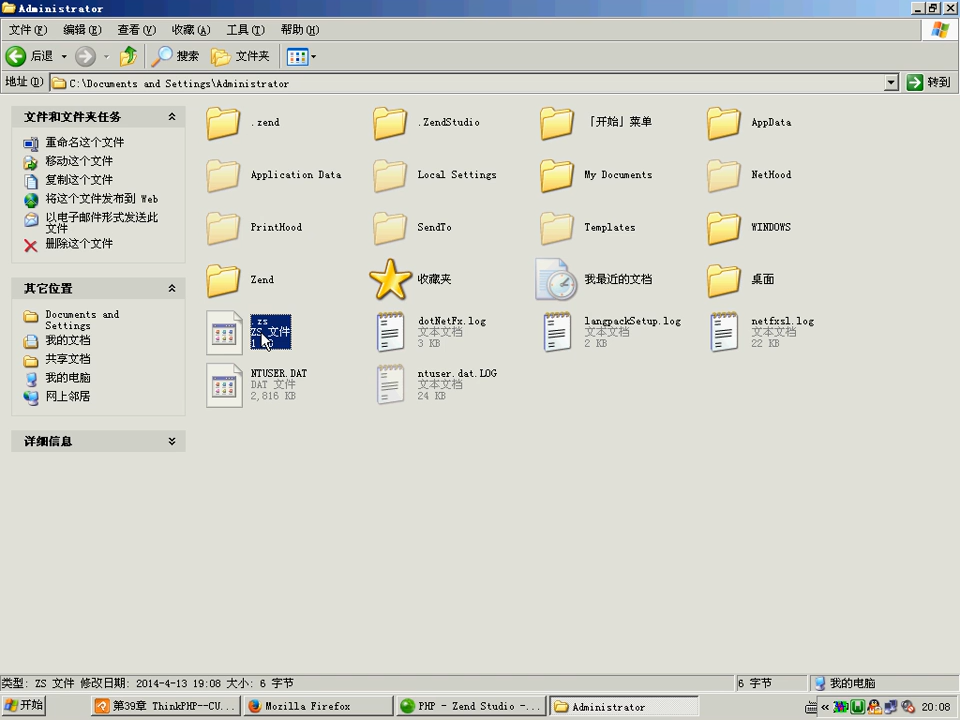 Administrator
文件(F) 编辑(E) 查看(V) 收藏(A) 工具(T) 帮助(H)
后退 搜索 文件夹
地址(D) C:\Documents and Settings\Administrator 转到
文件和文件夹任务
重命名这个文件
移动这个文件
复制这个文件
将这个文件发布到 Web
以电子邮件形式发送此
文件
删除这个文件
其它位置
Documents and
Settings
我的文档
共享文档
我的电脑
网上邻居
详细信息
.zend
.ZendStudio
「开始」菜单
AppData
Application Data
Local Settings
My Documents
NetHood
PrintHood
SendTo
Templates
WINDOWS
Zend
收藏夹
我最近的文档
桌面
.zs
ZS 文件
dotNetFx.log
文本文档
3 KB
langpackSetup.log
文本文档
2 KB
netfxsl.log
文本文档
22 KB
NTUSER.DAT
DAT 文件
2,816 KB
ntuser.dat.LOG
文本文档
24 KB
类型: ZS 文件 修改日期: 2014-4-13 19:08 大小: 6 字节
6 字节
我的电脑
开始
第39章 ThinkPHP--CU...
Mozilla Firefox
PHP - Zend Studio -...
Administrator
20:08